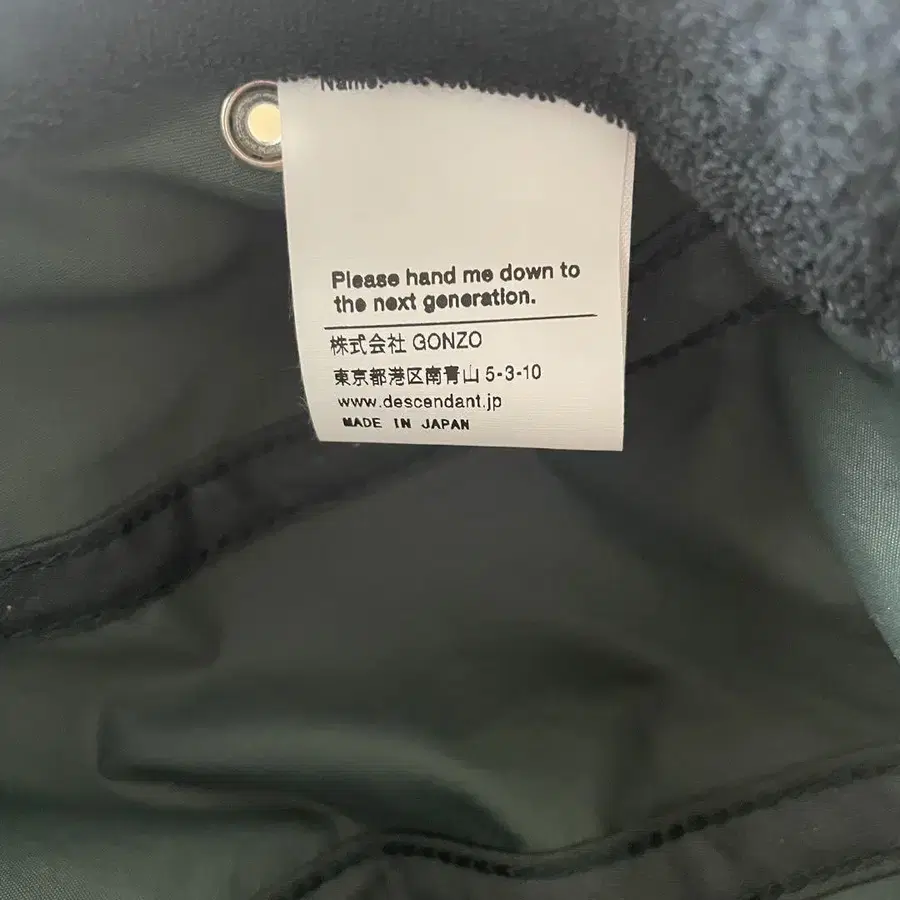 Name:
Please hand me down to
the next generation.
株式会社 GONZO
東京都港区南青山 5-3-10
www.descendant.jp
MADE IN JAPAN